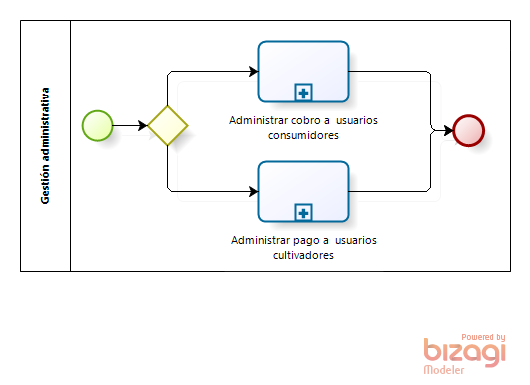 Gestión administrativa
Administrar cobro a usuarios
consumidores
Administrar pago a usuarios
cultivadores
Powered by
bizagi
Modeler